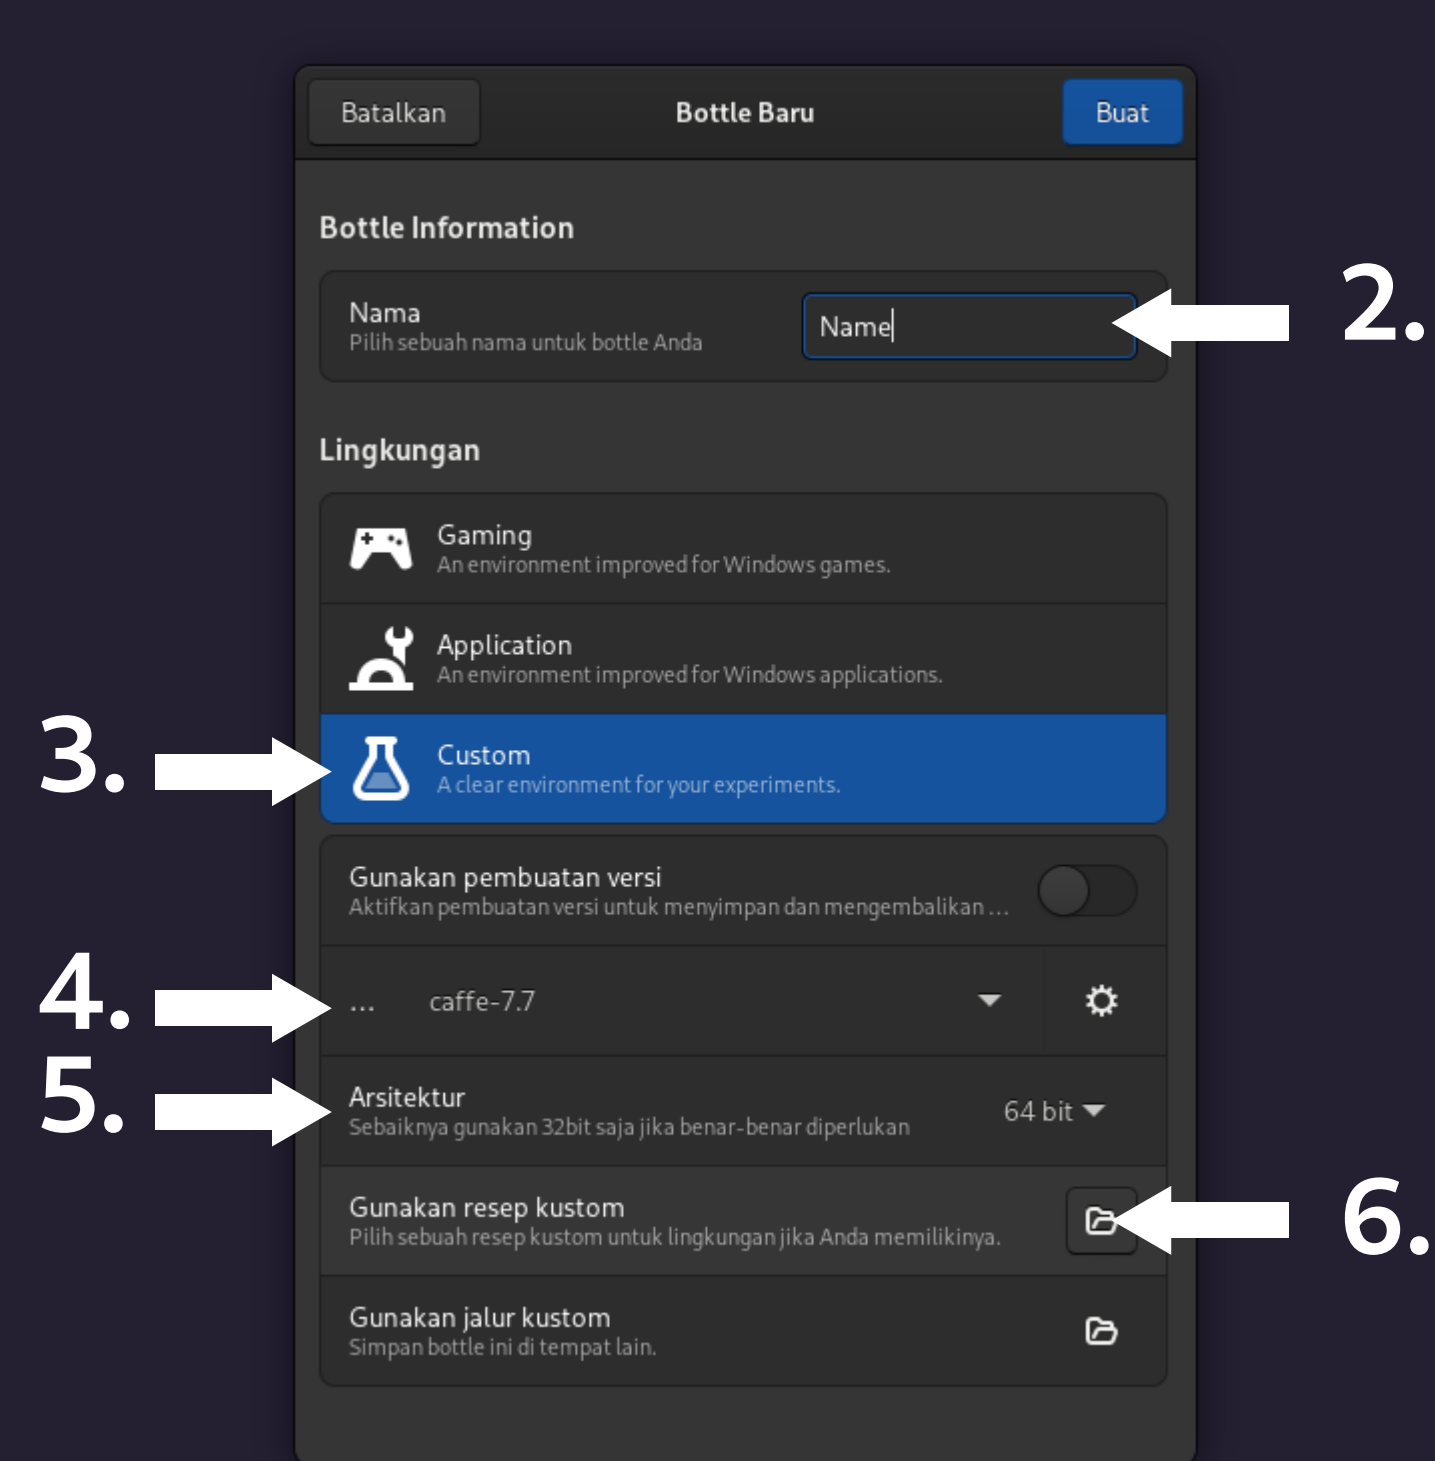 Batalkan
Bottle Baru
Buat
Bottle Information
Nama
Pilih sebuah nama untuk bottle Anda
Name
2.
Lingkungan
Gaming
An environment improved for Windows games.
Application
An environment improved for Windows applications.
3.
Custom
A clear environment for your experiments.
Gunakan pembuatan versi
Aktifkan pembuatan versi untuk menyimpan dan mengembalikan ...
4.
... caffe-7.7
5.
Arsitektur
Sebaiknya gunakan 32bit saja jika benar-benar diperlukan
64 bit
Gunakan resep kustom
Pilih sebuah resep kustom untuk lingkungan jika Anda memilikinya.
6.
Gunakan jalur kustom
Simpan bottle ini di tempat lain.